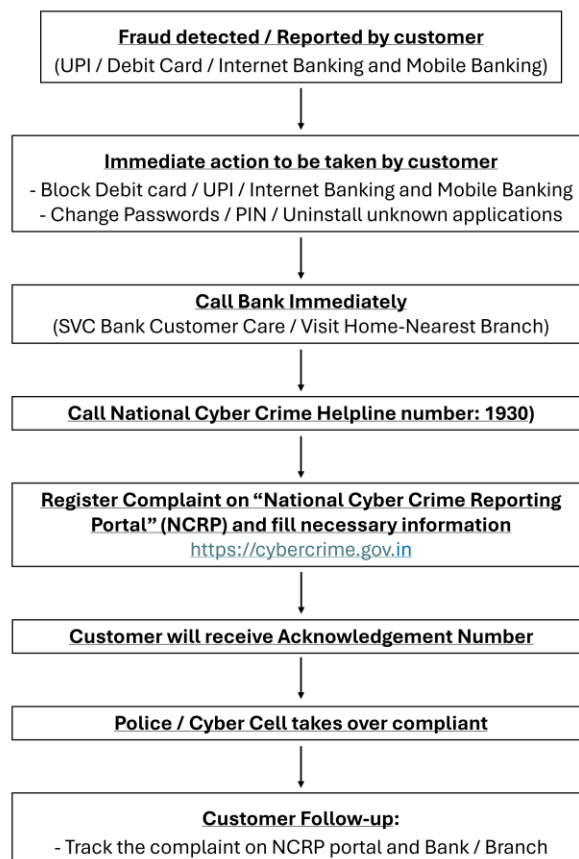 Fraud detected / Reported by customer
(UPI / Debit Card / Internet Banking and Mobile Banking)
Immediate action to be taken by customer
- Block Debit card / UPI / Internet Banking and Mobile Banking
- Change Passwords / PIN / Uninstall unknown applications
Call Bank Immediately
(SVC Bank Customer Care / Visit Home-Nearest Branch)
Call National Cyber Crime Helpline number: 1930)
Register Complaint on “National Cyber Crime Reporting
Portal” (NCRP) and fill necessary information
https://cybercrime.gov.in
Customer will receive Acknowledgement Number
Police / Cyber Cell takes over compliant
Customer Follow-up:
- Track the complaint on NCRP portal and Bank / Branch